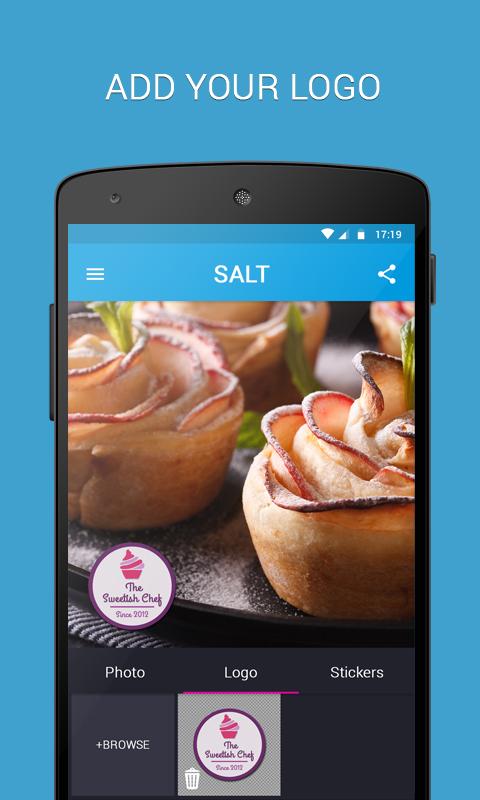 ADD YOUR LOGO
17:19
SALT
The
Sweetish Chef
Since 2012
Photo
Logo
Stickers
+BROWSE
The
Sweetish Chef
Since 2012